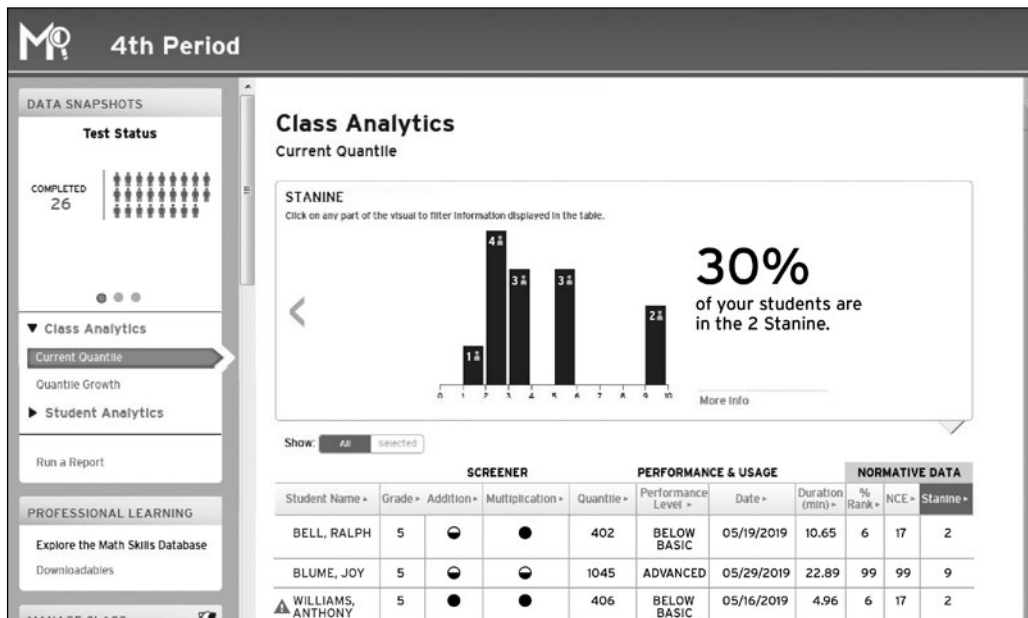 4th Period
DATA SNAPSHOTS
Test Status
COMPLETED
26
Class Analytics
Current Quantile
Quantile Growth
Student Analytics
Run a Report
PROFESSIONAL LEARNING
Explore the Math Skills Database
Downloadables
MANAGE CLASS
Class Analytics
Current Quantile
STANINE
Click on any part of the visual to filter information displayed in the table.
1 4 3 3 2
0 1 2 3 4 5 6 7 8 9 10
30%
of your students are
in the 2 Stanine.
More Info
Show: All selected
SCREENER PERFORMANCE & USAGE NORMATIVE DATA
Student Name Grade Addition Multiplication Quantile Performance Level Date Duration (min) % Rank NCE Stanine
BELL, RALPH 5 402 BELOW BASIC 05/19/2019 10.65 6 17 2
BLUME, JOY 5 1045 ADVANCED 05/29/2019 22.89 99 99 9
WILLIAMS, ANTHONY 5 406 BELOW BASIC 05/16/2019 4.96 6 17 2